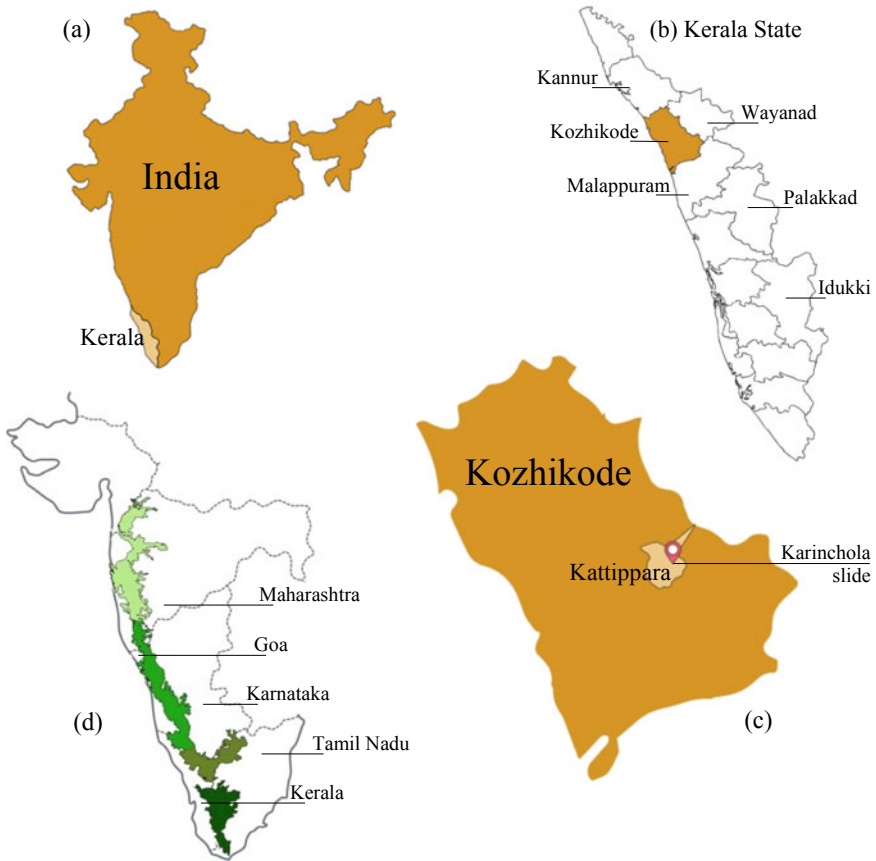 (a)
India
Kerala
(b) Kerala State
Kannur
Wayanad
Kozhikode
Malappuram
Palakkad
Idukki
Kozhikode
Karinchola
slide
Kattippara
(c)
Maharashtra
Goa
Karnataka
(d)
Tamil Nadu
Kerala